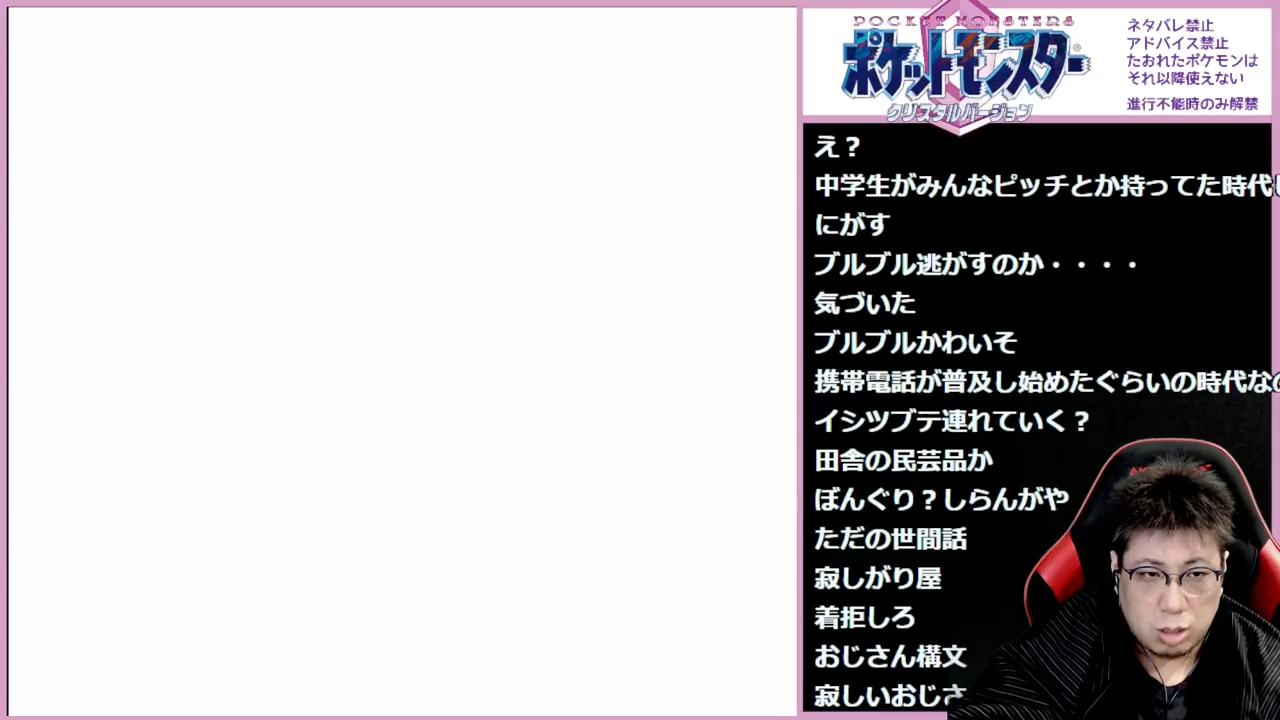 POCKET MONSTERS
ポケットモンスター
クリスタルバージョン
ネタバレ禁止
アドバイス禁止
たおれたポケモンは
それ以降使えない
進行不能時のみ解禁
え？
中学生がみんなピッチとか持ってた時代し
にがす
ブルブル逃がすのか・・・・
気づいた
ブルブルかわいそ
携帯電話が普及し始めたぐらいの時代なの
イシツブテ連れていく？
田舎の民芸品か
ぼんぐり？しらんがや
ただの世間話
寂しがり屋
着拒しろ
おじさん構文
寂しいおじさ